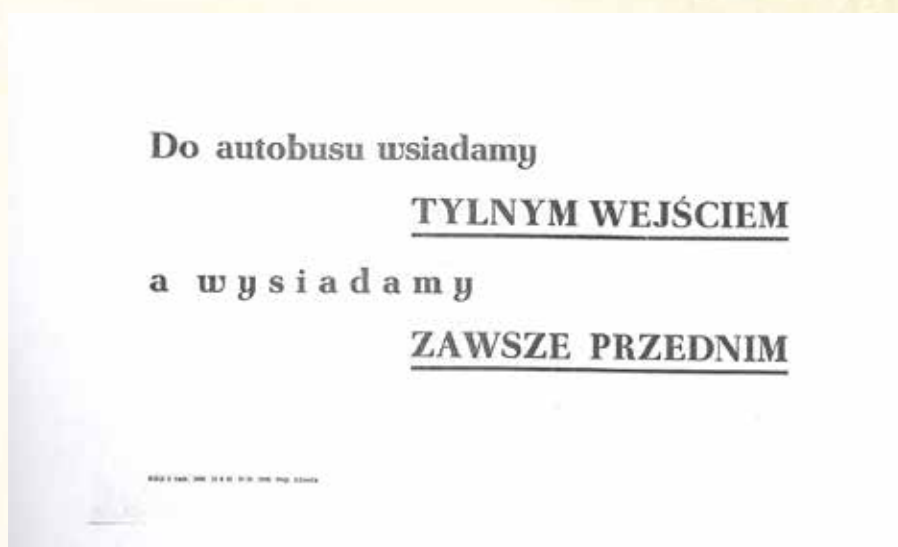 Do autobusu wsiadamy
TYLNYM WEJŚCIEM
a wysiadamy
ZAWSZE PRZEDNIM